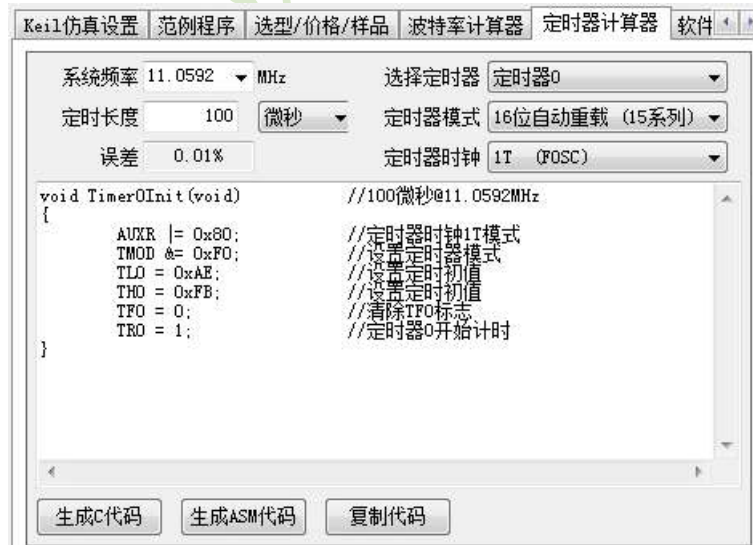 Keil仿真设置 范例程序 选型/价格/样品 波特率计算器 定时器计算器 软件
系统频率 11.0592 MHz 选择定时器 定时器0
定时长度 100 微秒 定时器模式 16位自动重载 (15系列)
误差 0.01% 定时器时钟 1T (FOSC)
void Timer0Init(void) //100微秒@11.0592MHz
{
AUXR |= 0x80; //定时器时钟1T模式
TMOD &= 0xF0; //设置定时器模式
TL0 = 0xAE; //设置定时初值
TH0 = 0xFB; //设置定时初值
TF0 = 0; //清除TF0标志
TR0 = 1; //定时器0开始计时
}
生成C代码 生成ASM代码 复制代码